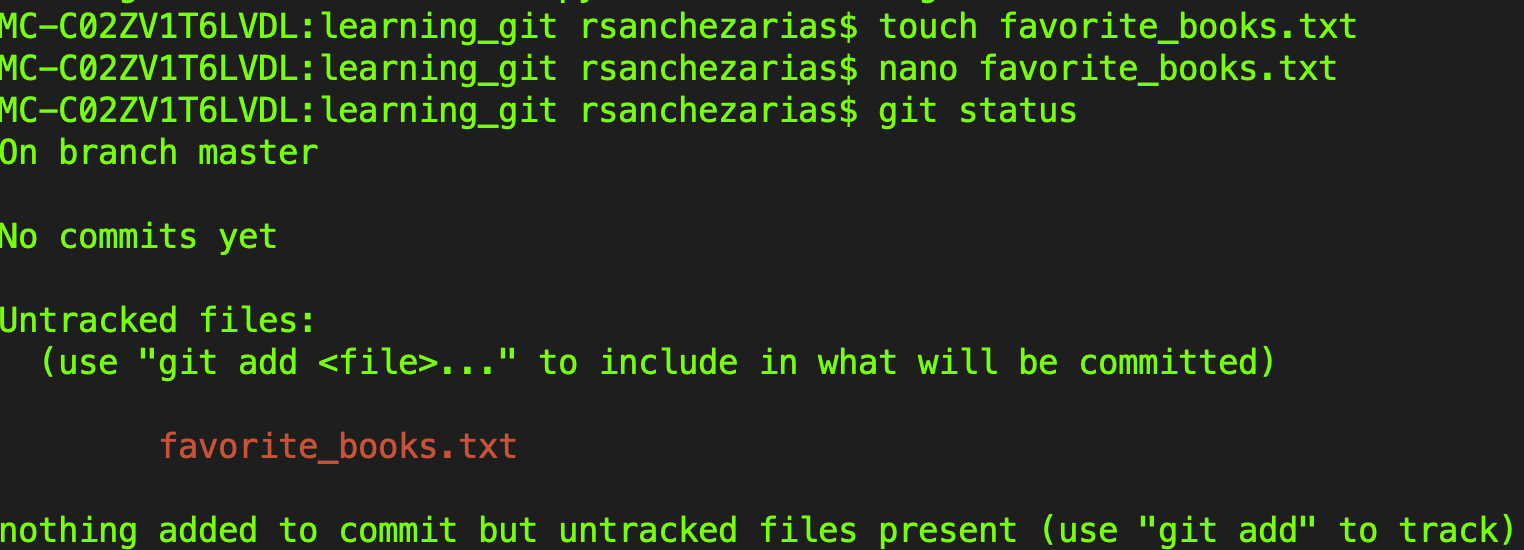 MC-C02ZV1T6LVDL:learning_git rsanchezarias$ touch favorite_books.txt
MC-C02ZV1T6LVDL:learning_git rsanchezarias$ nano favorite_books.txt
MC-C02ZV1T6LVDL:learning_git rsanchezarias$ git status
On branch master
No commits yet
Untracked files:
(use "git add <file>..." to include in what will be committed)
favorite_books.txt
nothing added to commit but untracked files present (use "git add" to track)